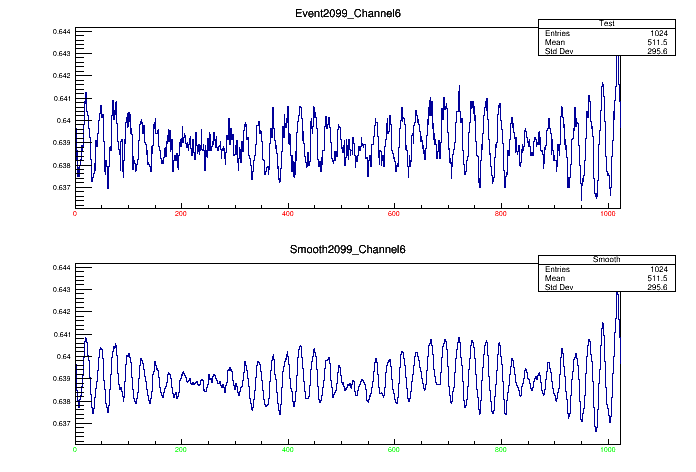 Event2099_Channel6
Test
Entries 1024
Mean 511.5
Std Dev 295.6
0.644
0.643
0.642
0.641
0.64
0.639
0.638
0.637
0 200 400 600 800 1000
Smooth2099_Channel6
Smooth
Entries 1024
Mean 511.5
Std Dev 295.6
0.644
0.643
0.642
0.641
0.64
0.639
0.638
0.637
0 200 400 600 800 1000